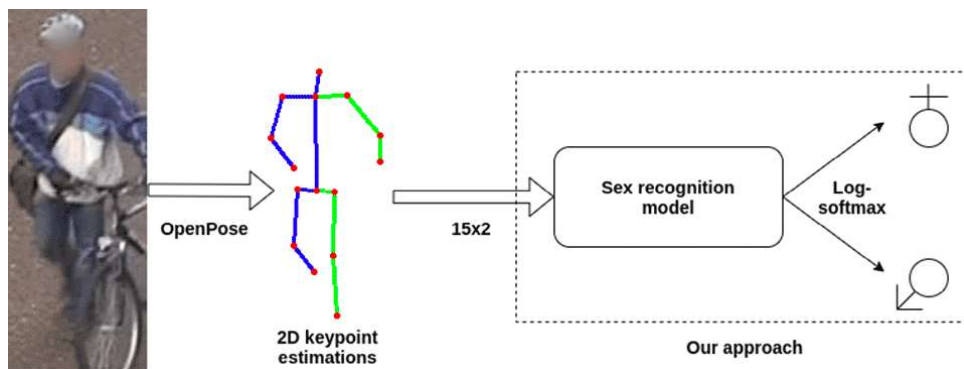 OpenPose
2D keypoint
estimations
15x2
Sex recognition
model
Log-
softmax
Our approach